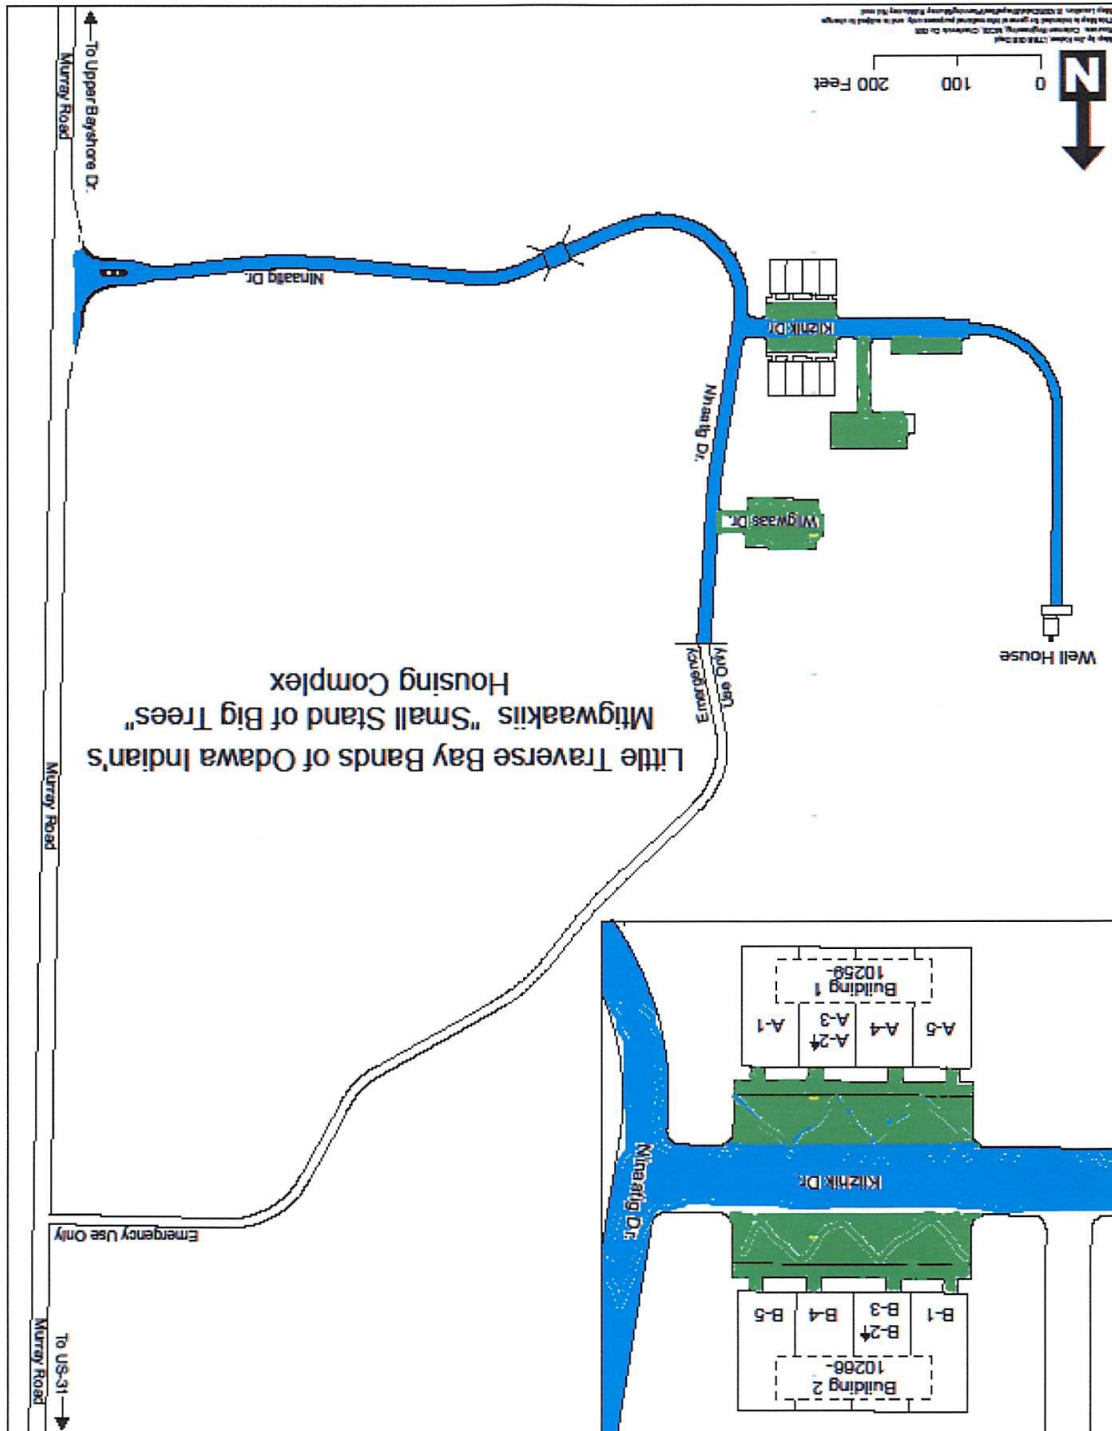 To US-31
Murray Road
Building 2
10266-
B-1
B-2
B-3
B-4
B-5
Kiizhik Dr.
Ninaatig Dr.
A-5
A-4
A-2
A-3
A-1
Building 1
10259-
Emergency Use Only
Murray Road
Little Traverse Bay Bands of Odawa Indian's
Mtigwaakiis "Small Stand of Big Trees"
Housing Complex
Emergency
Use Only
Well House
Wiigwaas Dr.
Ninaatig Dr.
Kiizhik Dr.
Ninaatig Dr.
To Upper Bayshore Dr.
Murray Road
N
0 100 200 Feet